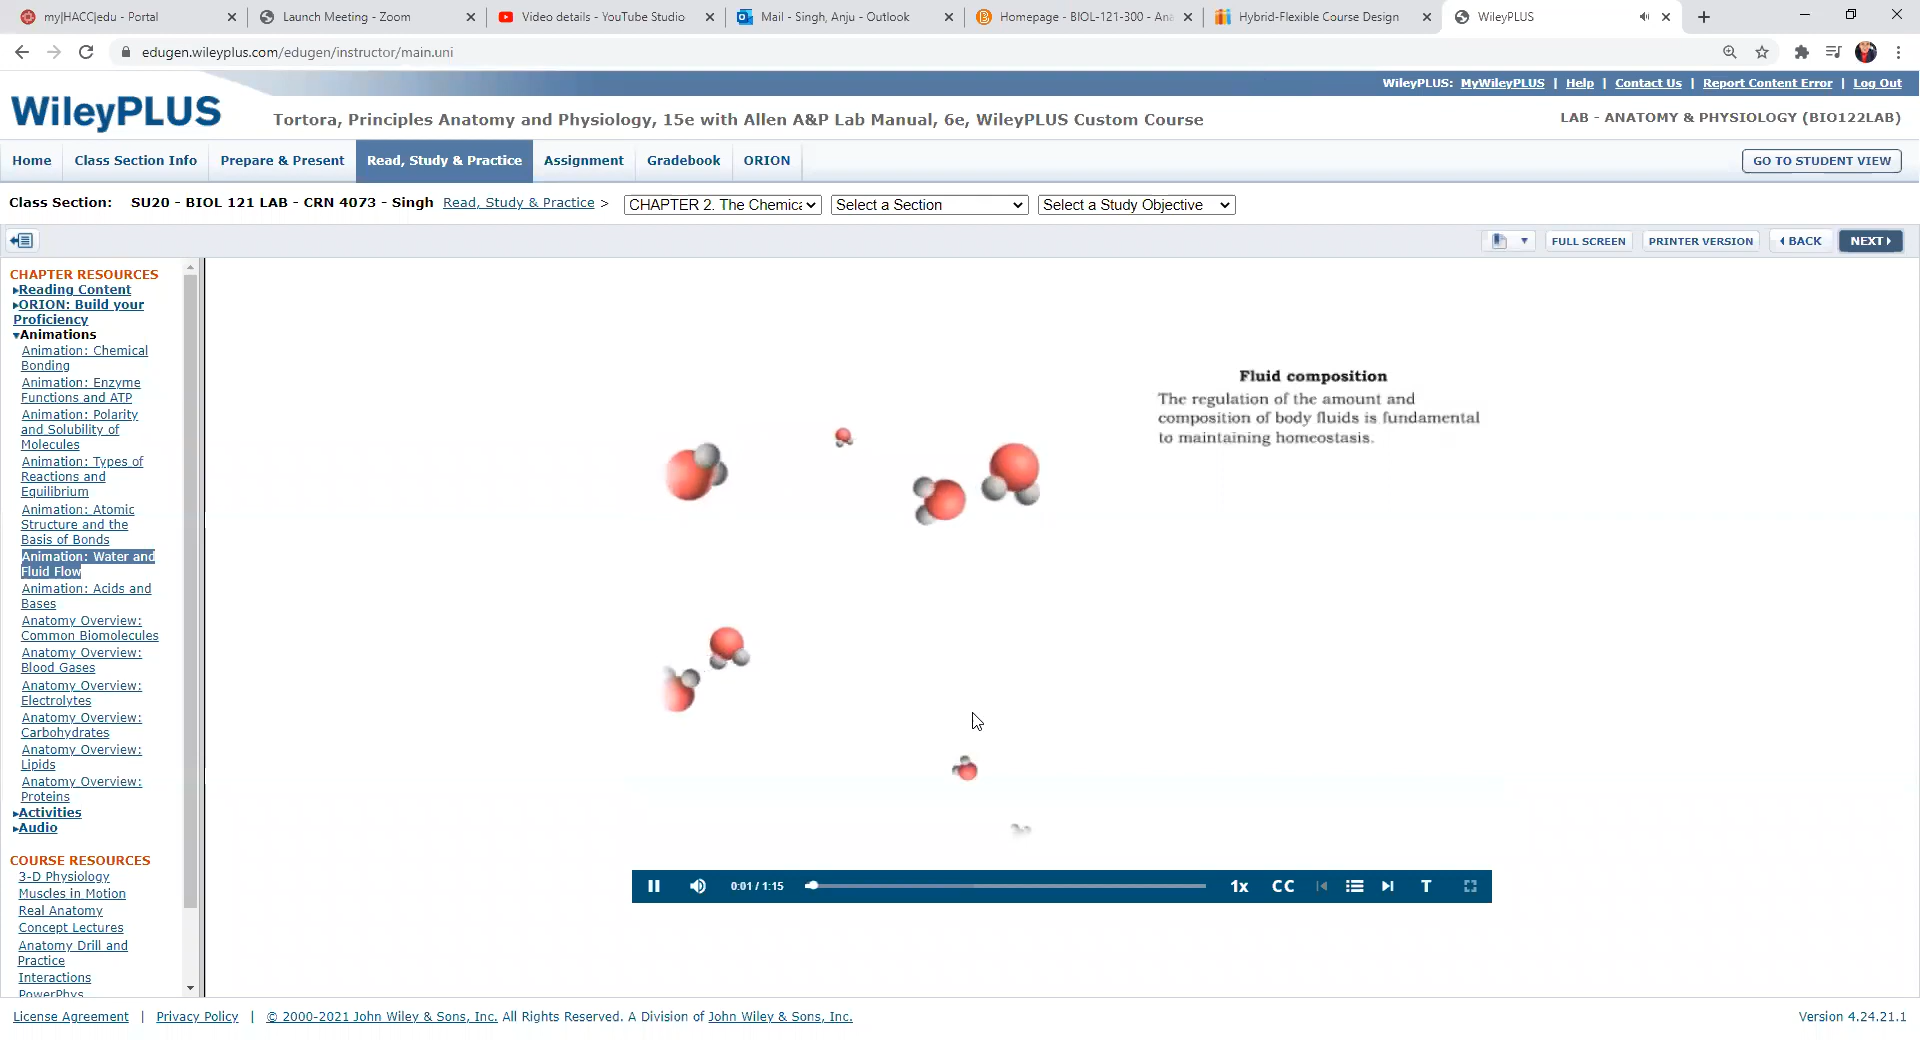 my|HACC|edu - Portal
Launch Meeting - Zoom
Video details - YouTube Studio
Mail - Singh, Anju - Outlook
Homepage - BIOL-121-300 - Ana
Hybrid-Flexible Course Design
WileyPLUS
edugen.wileyplus.com/edugen/instructor/main.uni
WileyPLUS: MyWileyPLUS | Help | Contact Us | Report Content Error | Log Out
WileyPLUS
Tortora, Principles Anatomy and Physiology, 15e with Allen A&P Lab Manual, 6e, WileyPLUS Custom Course
LAB - ANATOMY & PHYSIOLOGY (BIO122LAB)
Home
Class Section Info
Prepare & Present
Read, Study & Practice
Assignment
Gradebook
ORION
GO TO STUDENT VIEW
Class Section: SU20 - BIOL 121 LAB - CRN 4073 - Singh Read, Study & Practice >
CHAPTER 2. The Chemica
Select a Section
Select a Study Objective
FULL SCREEN
PRINTER VERSION
BACK
NEXT
CHAPTER RESOURCES
Reading Content
ORION: Build your
Proficiency
Animations
Animation: Chemical
Bonding
Animation: Enzyme
Functions and ATP
Animation: Polarity
and Solubility of
Molecules
Animation: Types of
Reactions and
Equilibrium
Animation: Atomic
Structure and the
Basis of Bonds
Animation: Water and
Fluid Flow
Animation: Acids and
Bases
Anatomy Overview:
Common Biomolecules
Anatomy Overview:
Blood Gases
Anatomy Overview:
Electrolytes
Anatomy Overview:
Carbohydrates
Anatomy Overview:
Lipids
Anatomy Overview:
Proteins
Activities
Audio
COURSE RESOURCES
3-D Physiology
Muscles in Motion
Real Anatomy
Concept Lectures
Anatomy Drill and
Practice
Interactions
PowerPhys
Fluid composition
The regulation of the amount and
composition of body fluids is fundamental
to maintaining homeostasis.
0:01 / 1:15
1x
CC
T
License Agreement | Privacy Policy | © 2000-2021 John Wiley & Sons, Inc. All Rights Reserved. A Division of John Wiley & Sons, Inc.
Version 4.24.21.1